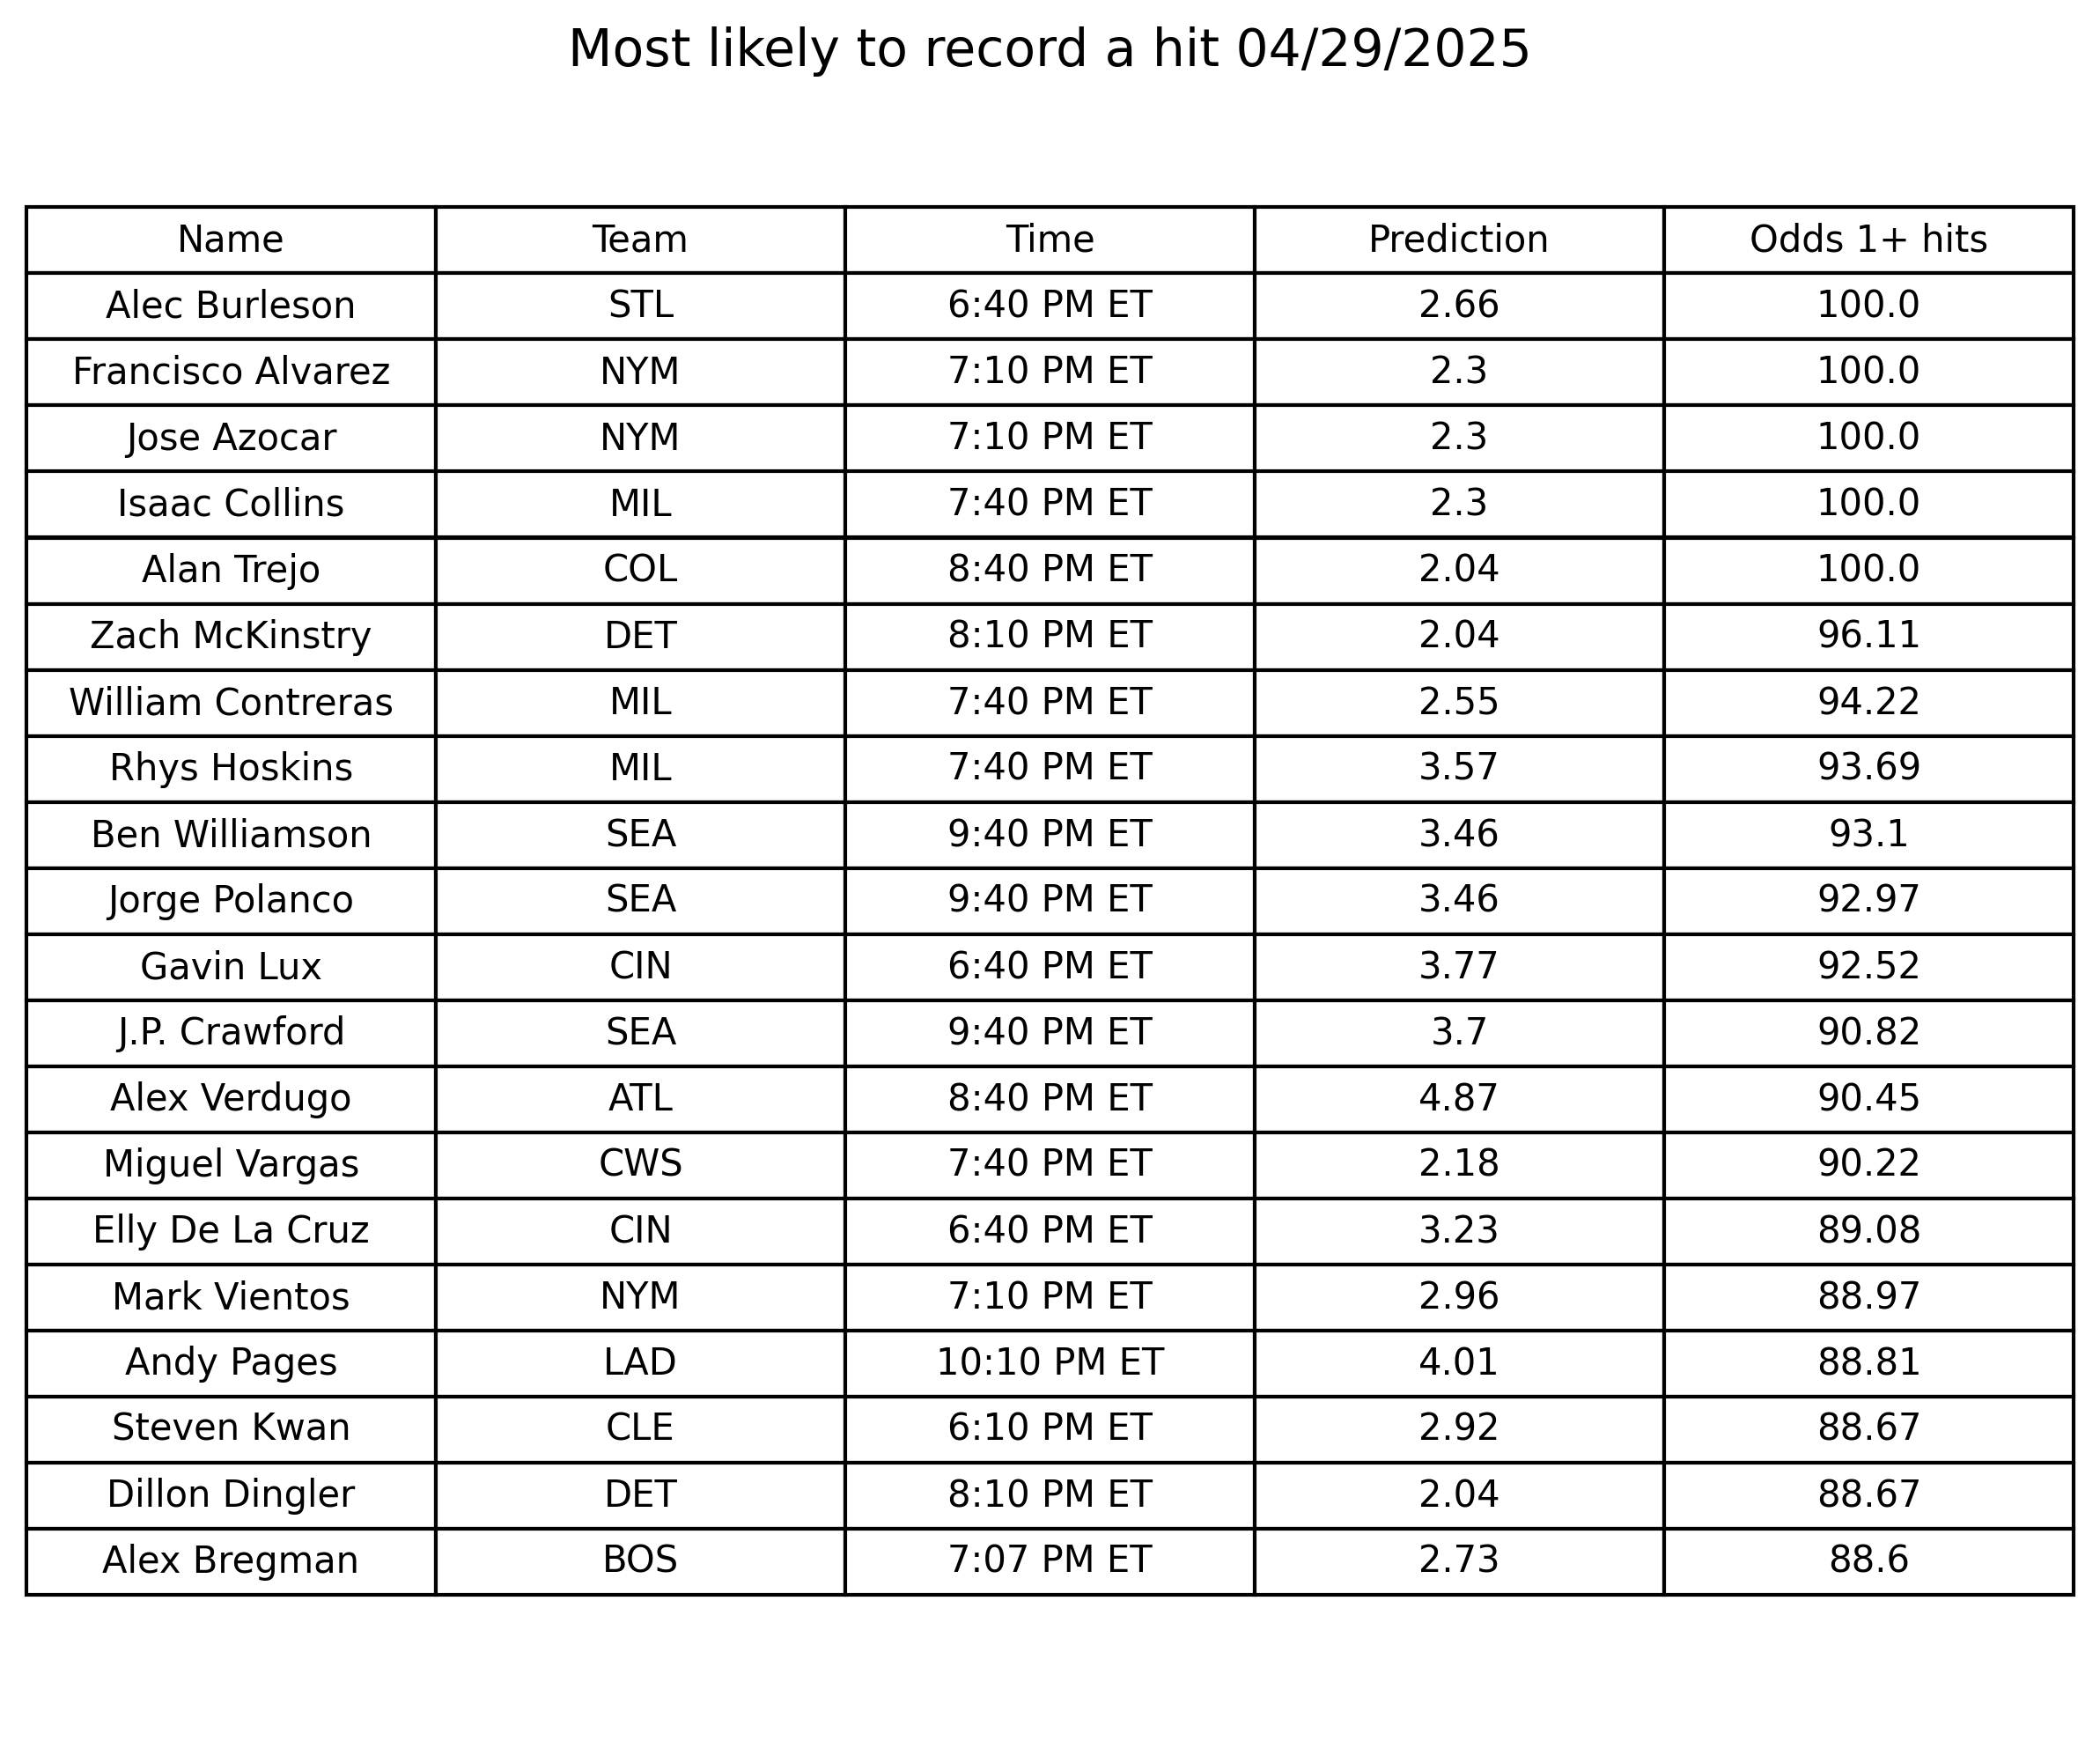 Most likely to record a hit 04/29/2025
Name Team Time Prediction Odds 1+ hits
Alec Burleson STL 6:40 PM ET 2.66 100.0
Francisco Alvarez NYM 7:10 PM ET 2.3 100.0
Jose Azocar NYM 7:10 PM ET 2.3 100.0
Isaac Collins MIL 7:40 PM ET 2.3 100.0
Alan Trejo COL 8:40 PM ET 2.04 100.0
Zach McKinstry DET 8:10 PM ET 2.04 96.11
William Contreras MIL 7:40 PM ET 2.55 94.22
Rhys Hoskins MIL 7:40 PM ET 3.57 93.69
Ben Williamson SEA 9:40 PM ET 3.46 93.1
Jorge Polanco SEA 9:40 PM ET 3.46 92.97
Gavin Lux CIN 6:40 PM ET 3.77 92.52
J.P. Crawford SEA 9:40 PM ET 3.7 90.82
Alex Verdugo ATL 8:40 PM ET 4.87 90.45
Miguel Vargas CWS 7:40 PM ET 2.18 90.22
Elly De La Cruz CIN 6:40 PM ET 3.23 89.08
Mark Vientos NYM 7:10 PM ET 2.96 88.97
Andy Pages LAD 10:10 PM ET 4.01 88.81
Steven Kwan CLE 6:10 PM ET 2.92 88.67
Dillon Dingler DET 8:10 PM ET 2.04 88.67
Alex Bregman BOS 7:07 PM ET 2.73 88.6